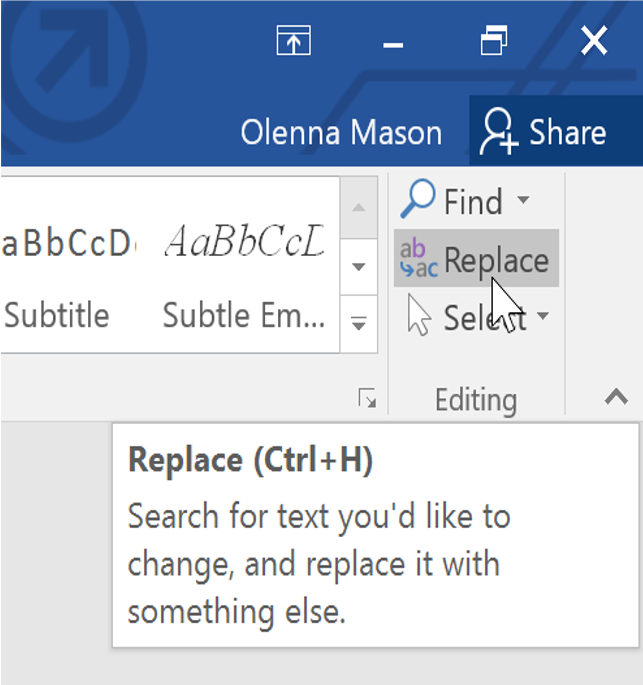 Olenna Mason
Share
aBbCcD
AaBbCcL
Subtitle
Subtle Em...
Find
ab
ac
Replace
Select
Editing
Replace (Ctrl+H)
Search for text you'd like to
change, and replace it with
something else.